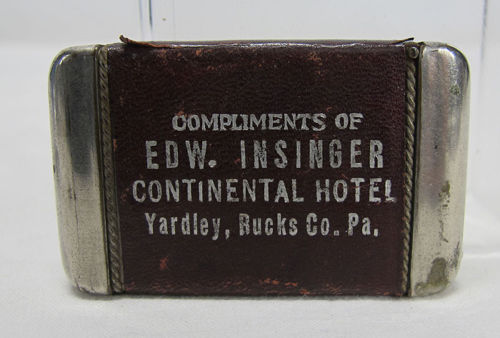 COMPLIMENTS OF
EDW. INSINGER
CONTINENTAL HOTEL
Yardley, Bucks Co. Pa.